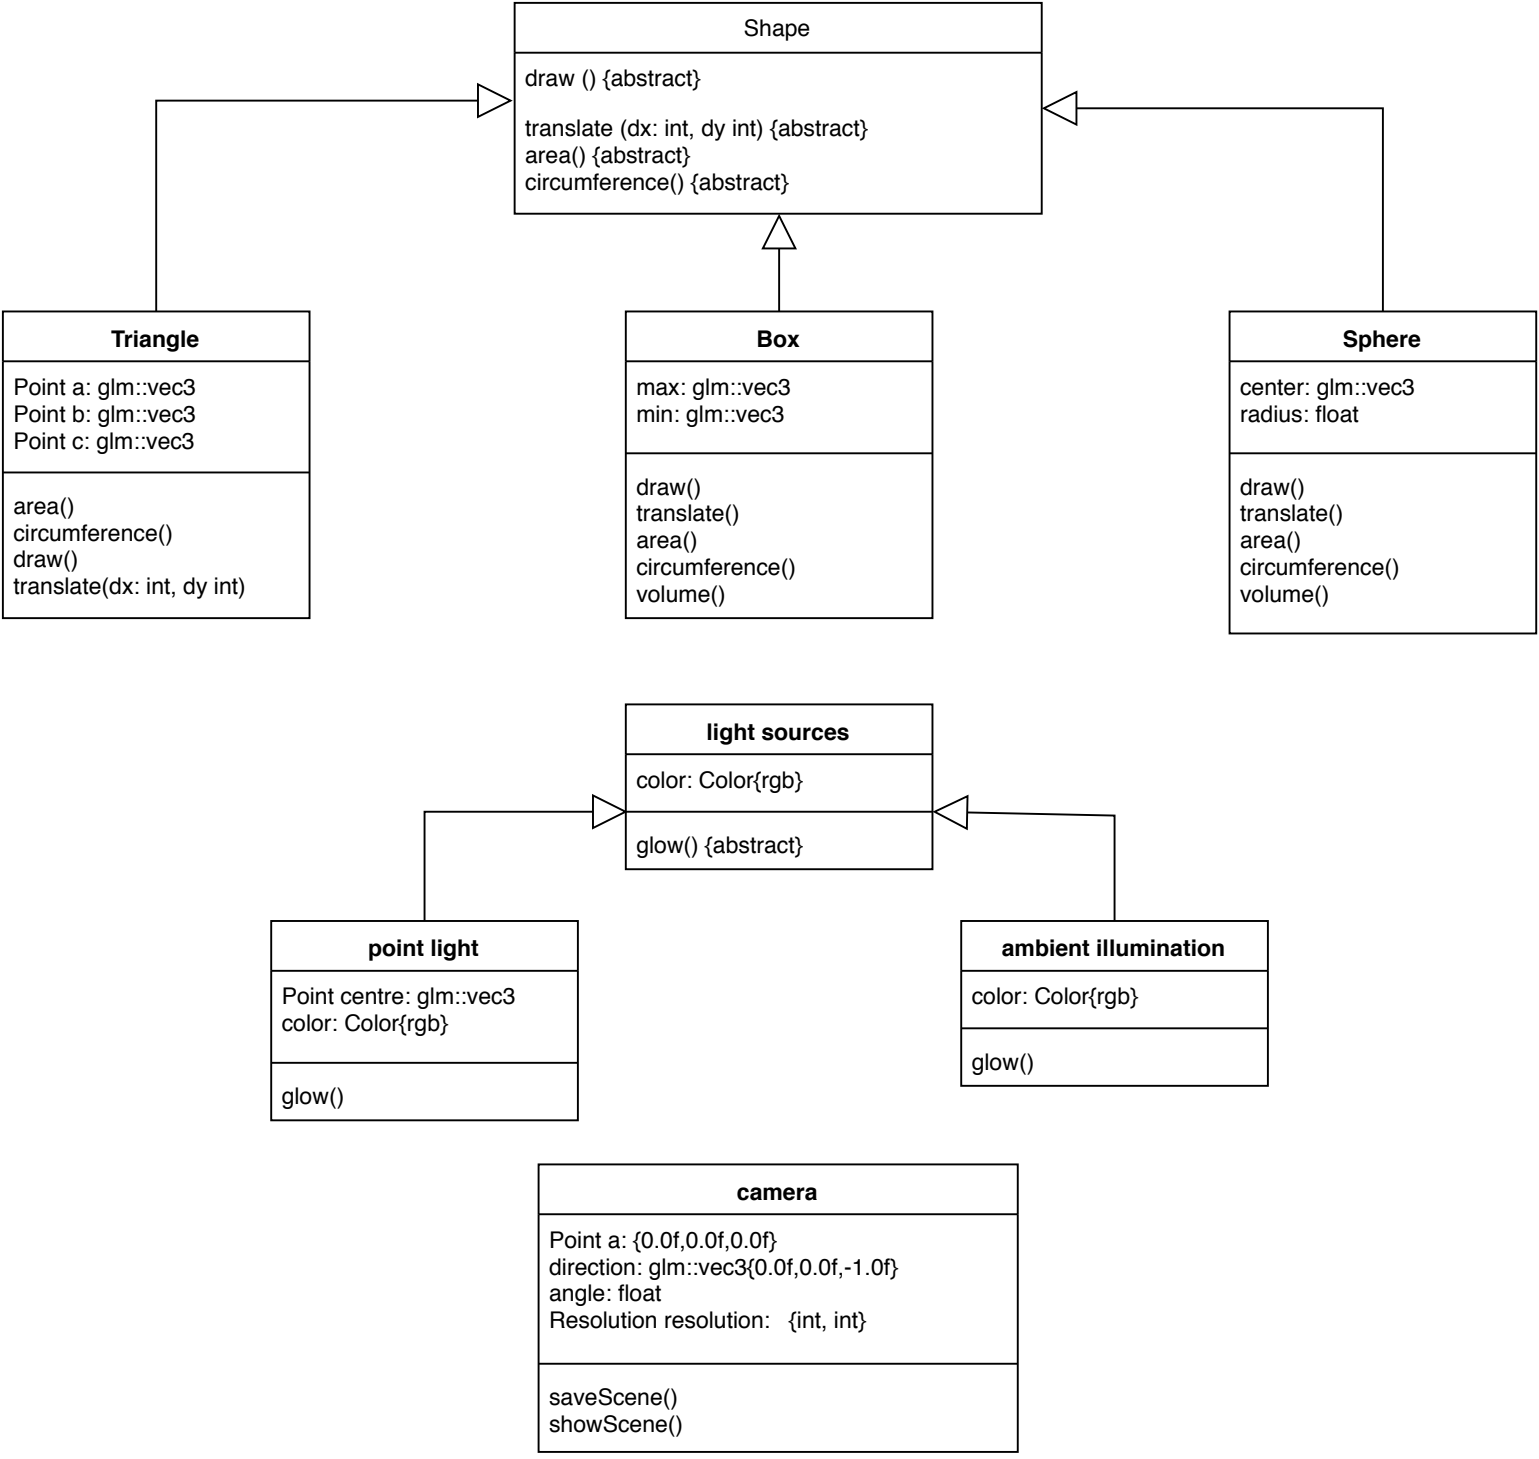 Shape
draw () {abstract}
translate (dx: int, dy int) {abstract}
area() {abstract}
circumference() {abstract}
Triangle
Point a: glm::vec3
Point b: glm::vec3
Point c: glm::vec3
area()
circumference()
draw()
translate(dx: int, dy int)
Box
max: glm::vec3
min: glm::vec3
draw()
translate()
area()
circumference()
volume()
Sphere
center: glm::vec3
radius: float
draw()
translate()
area()
circumference()
volume()
light sources
color: Color{rgb}
glow() {abstract}
point light
Point centre: glm::vec3
color: Color{rgb}
glow()
ambient illumination
color: Color{rgb}
glow()
camera
Point a: {0.0f,0.0f,0.0f}
direction: glm::vec3{0.0f,0.0f,-1.0f}
angle: float
Resolution resolution:   {int, int}
saveScene()
showScene()